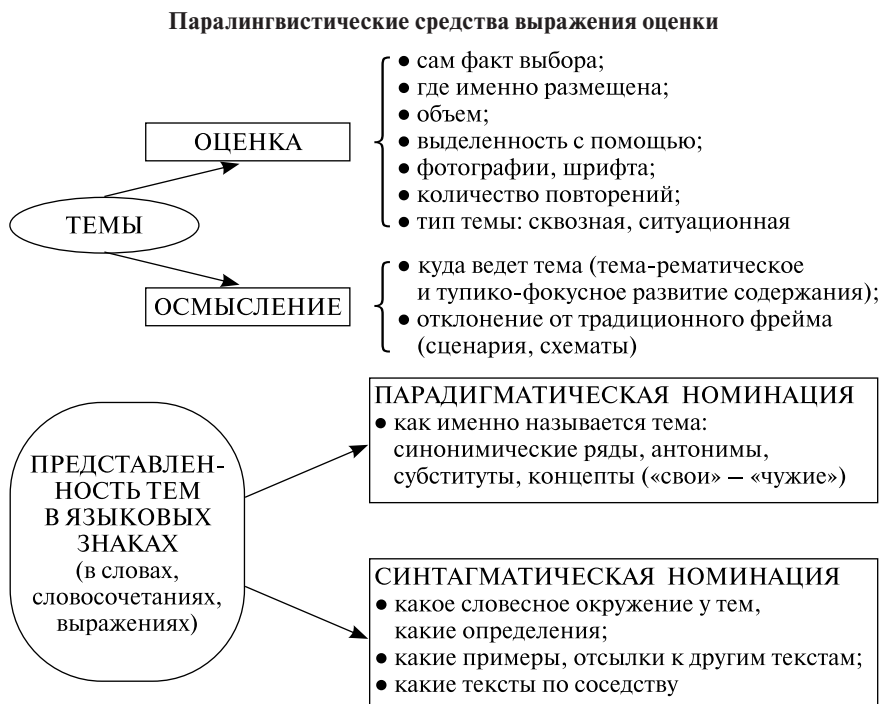 Паралингвистические средства выражения оценки
ОЦЕНКА
● сам факт выбора;
● где именно размещена;
● объем;
● выделенность с помощью;
● фотографии, шрифта;
● количество повторений;
● тип темы: сквозная, ситуационная
ТЕМЫ
ОСМЫСЛЕНИЕ
● куда ведет тема (тема-рематическое
и тупико-фокусное развитие содержания);
● отклонение от традиционного фрейма
(сценария, схематы)
ПРЕДСТАВЛЕН-
НОСТЬ ТЕМ
В ЯЗЫКОВЫХ
ЗНАКАХ
(в словах,
словосочетаниях,
выражениях)
ПАРАДИГМАТИЧЕСКАЯ НОМИНАЦИЯ
● как именно называется тема:
синонимические ряды, антонимы,
субституты, концепты («свои» – «чужие»)
СИНТАГМАТИЧЕСКАЯ НОМИНАЦИЯ
● какое словесное окружение у тем,
какие определения;
● какие примеры, отсылки к другим текстам;
● какие тексты по соседству